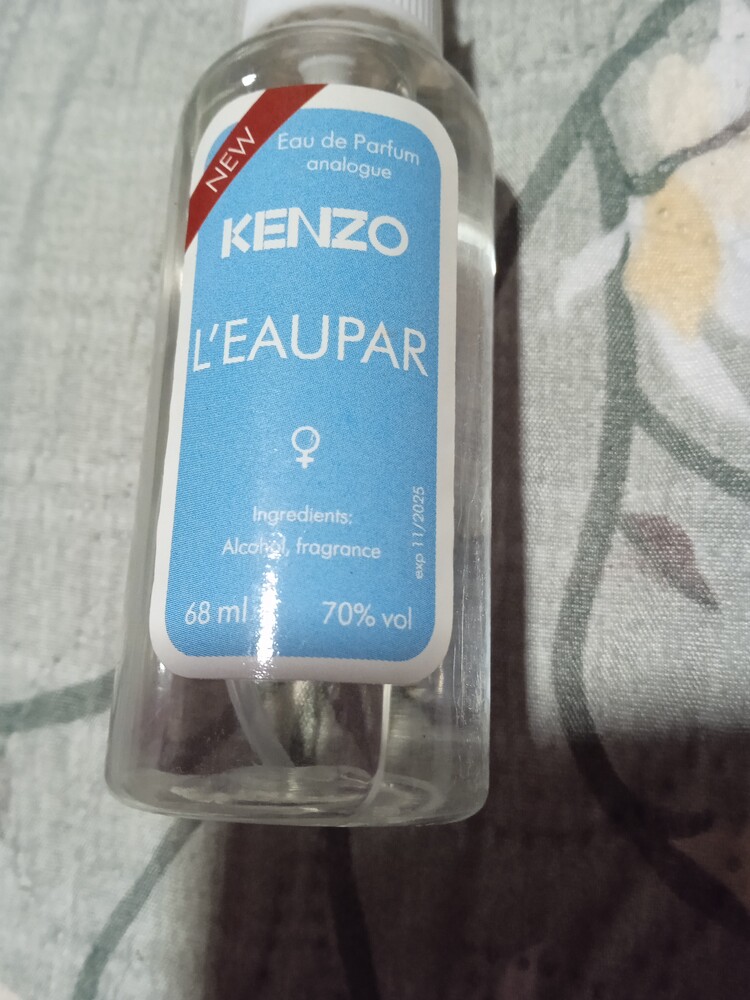 NEW
Eau de Parfum
analogue
KENZO
L'EAUPAR
Ingredients:
Alcohol, fragrance
exp 11/2025
68 ml
70% vol